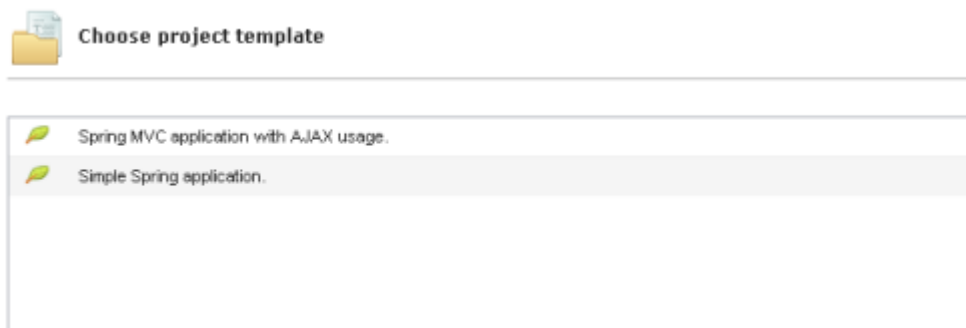 Choose project template
Spring MVC application with AJAX usage.
Simple Spring application.